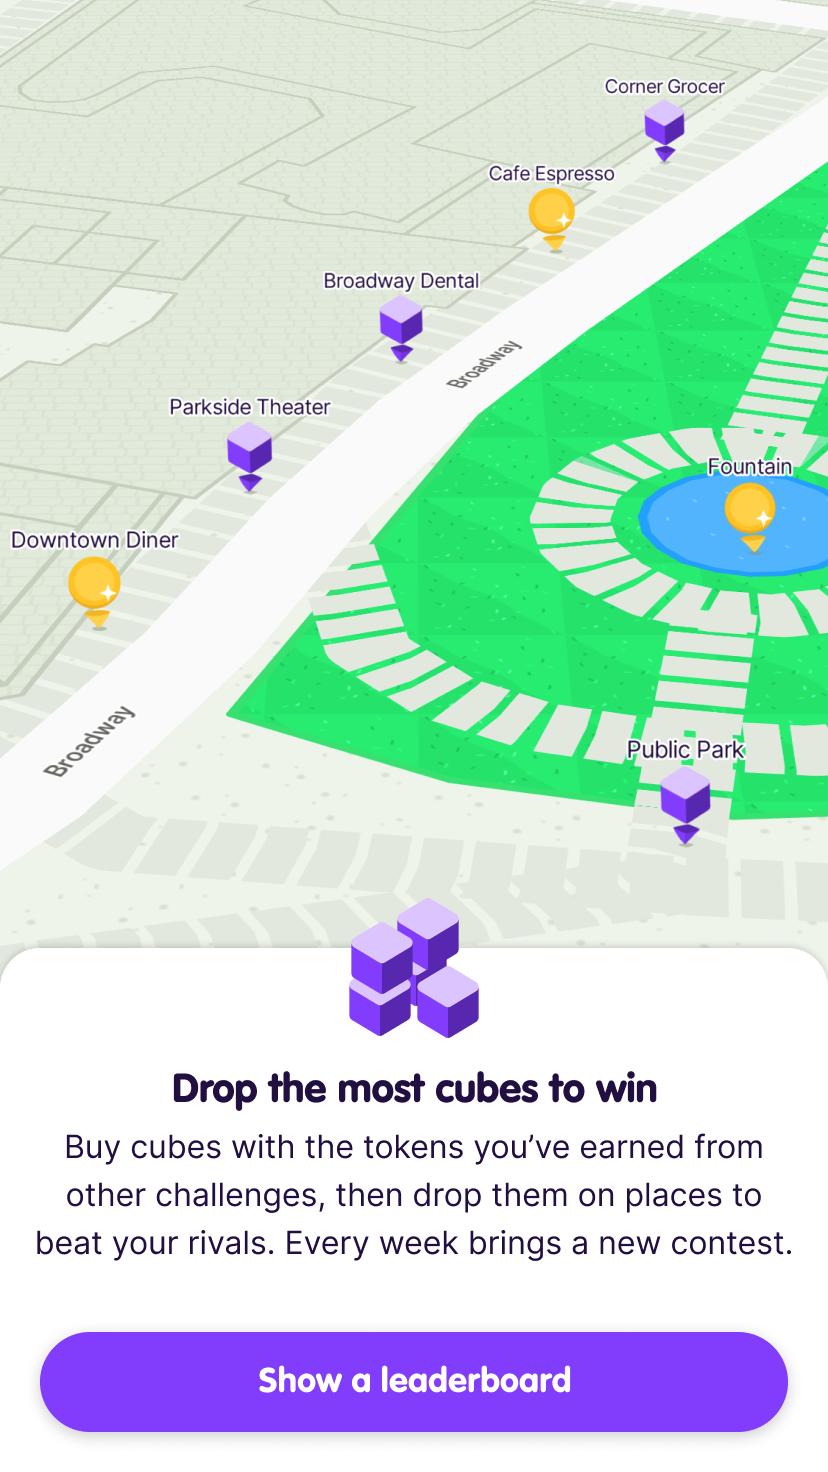 Corner Grocer
Cafe Espresso
Broadway Dental
Broadway
Parkside Theater
Fountain
Downtown Diner
Broadway
Public Park
Drop the most cubes to win
Buy cubes with the tokens you’ve earned from
other challenges, then drop them on places to
beat your rivals. Every week brings a new contest.
Show a leaderboard